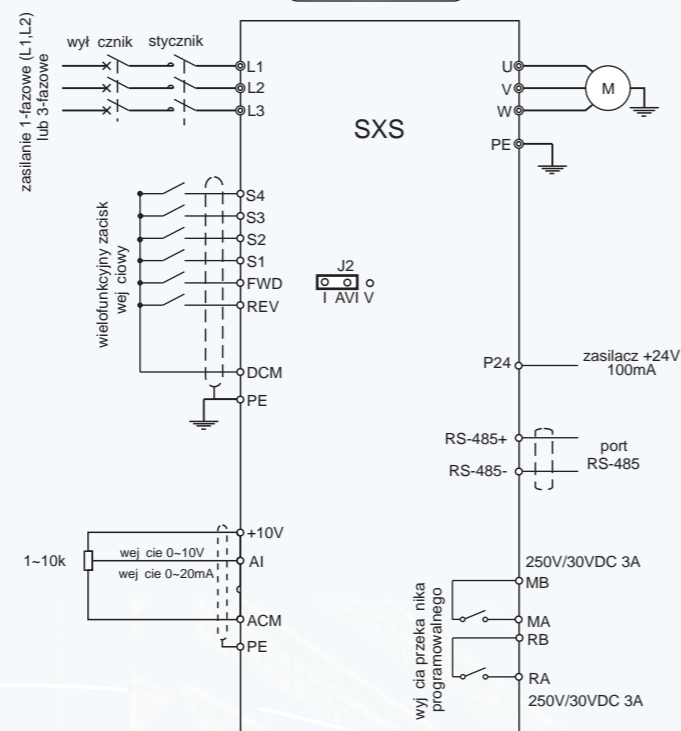 wył cznik
stycznik
zasilanie 1-fazowe (L1,L2)
lub 3-fazowe
L1
L2
L3
SXS
U
V
W
M
PE
S4
S3
S2
S1
FWD
REV
DCM
PE
wielofunkcyjny zacisk
wej ciowy
J2
I AVI V
P24
zasilacz +24V
100mA
RS-485+
RS-485-
port
RS-485
+10V
AI
ACM
PE
1~10k
wej cie 0~10V
wej cie 0~20mA
250V/30VDC 3A
MB
MA
RB
RA
wyj cia przeka nika
programowalnego
250V/30VDC 3A